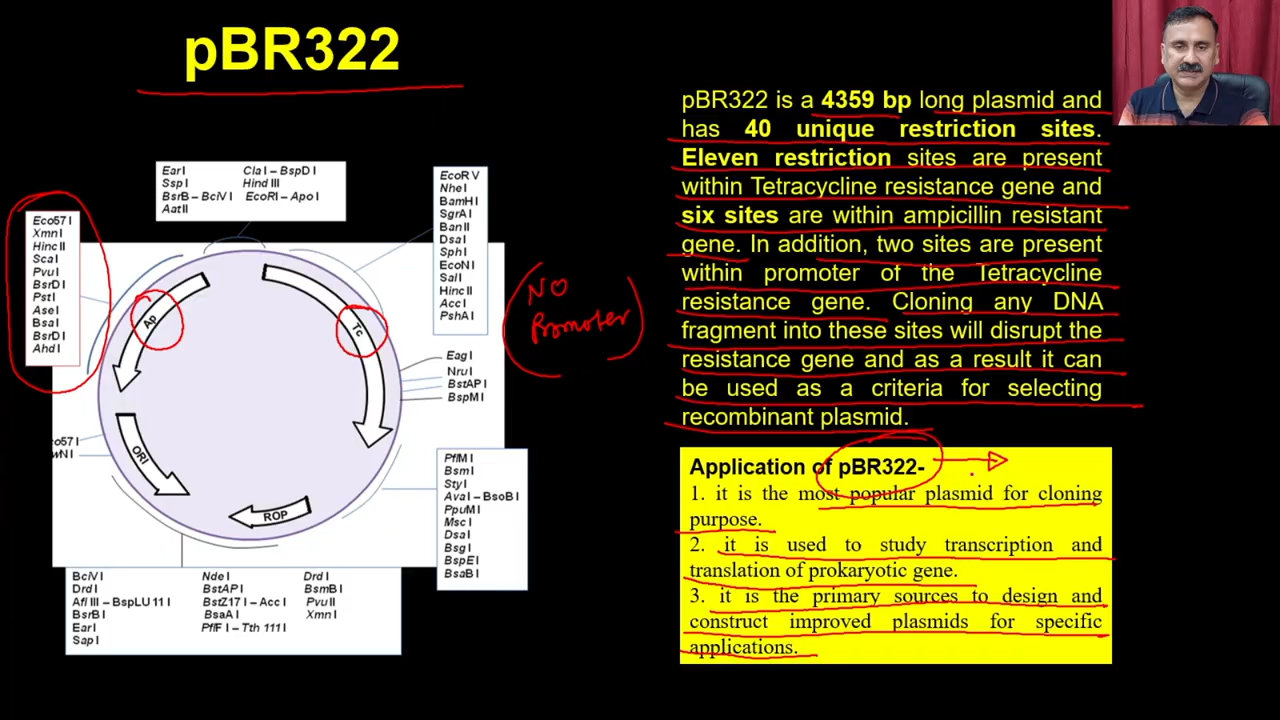 pBR322
Ear I Cla I – BspD I
Ssp I Hind III
BsrB – BciV I EcoRI – Apo I
Aat II
Eco57 I
Xmn I
Hinc II
Sca I
Pvu I
BsrD I
Pst I
Ase I
Bsa I
BsrD I
Ahd I
EcoR V
Nhe I
BamH I
SgrA I
Ban II
Dsa I
Sph I
EcoN I
Sal I
Hinc II
Acc I
PshA I
Ap
Tc
ORI
ROP
Eag I
Nru I
BstAP I
BspM I
co57 I
wN I
PflM I
Bsm I
Sty I
Ava I – BsoB I
PpuM I
Msc I
Dsa I
Bsg I
BspE I
BsaB I
BciV I Nde I Drd I
Drd I BstAP I BsmB I
Afl III – BspLU 11 I BstZ17 I – Acc I Pvu II
BsrB I BsaA I Xmn I
Ear I PflF I – Tth 111 I
Sap I
NO
Promoter
pBR322 is a 4359 bp long plasmid and
has 40 unique restriction sites.
Eleven restriction sites are present
within Tetracycline resistance gene and
six sites are within ampicillin resistant
gene. In addition, two sites are present
within promoter of the Tetracycline
resistance gene. Cloning any DNA
fragment into these sites will disrupt the
resistance gene and as a result it can
be used as a criteria for selecting
recombinant plasmid.
Application of pBR322-
1. it is the most popular plasmid for cloning
purpose.
2. it is used to study transcription and
translation of prokaryotic gene.
3. it is the primary sources to design and
construct improved plasmids for specific
applications.